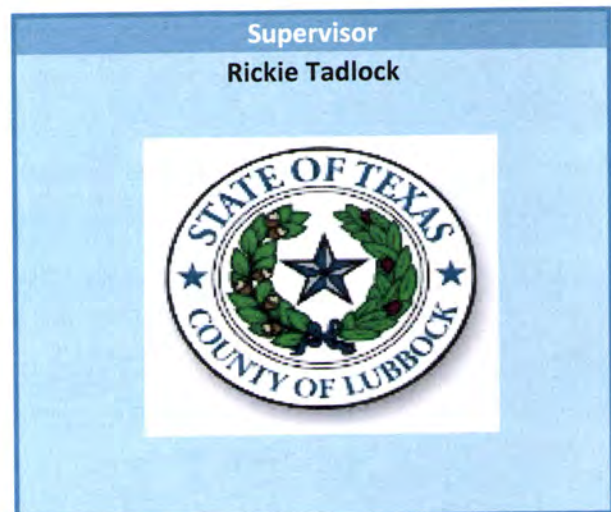 Supervisor
Rickie Tadlock
STATE OF TEXAS
COUNTY OF LUBBOCK